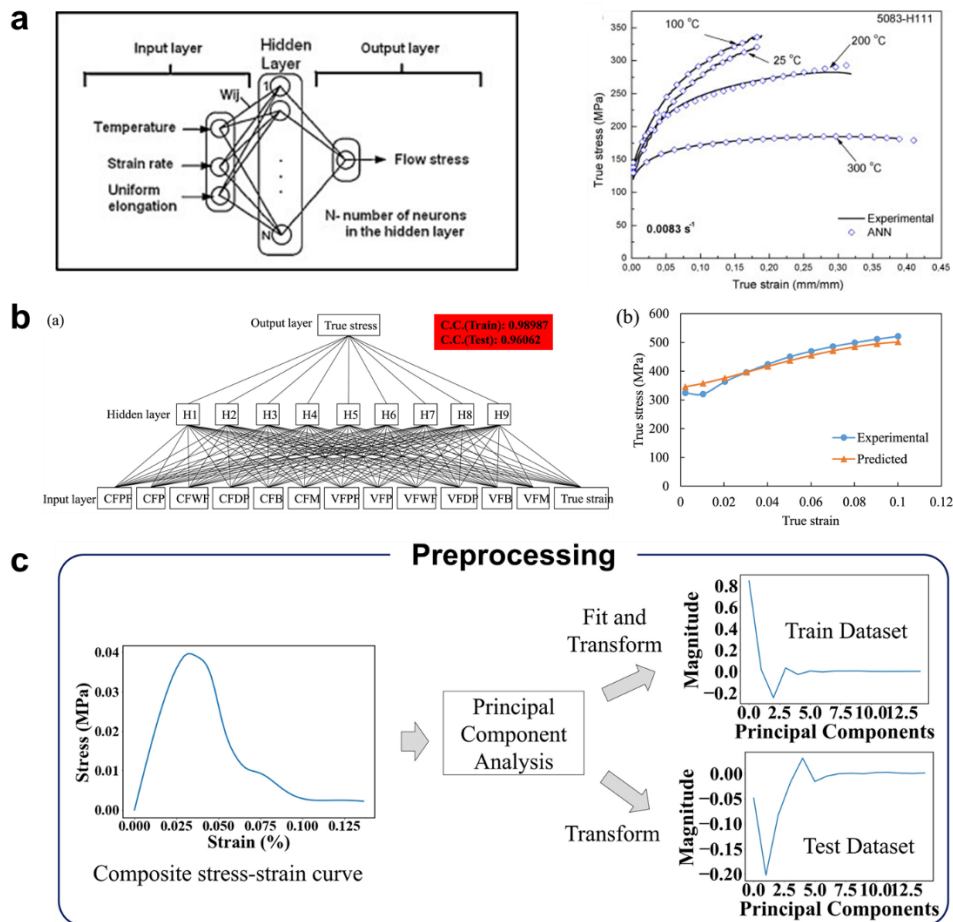 a
Input layer
Hidden
Layer
Output layer
Wij
1
Temperature
Strain rate
Uniform
elongation
Flow stress
N
N- number of neurons
in the hidden layer
5083-H111
100 °C
25 °C
200 °C
300 °C
True stress (MPa)
400
350
300
250
200
150
100
50
0
0.0083 s⁻¹
Experimental
ANN
0,00 0,05 0,10 0,15 0,20 0,25 0,30 0,35 0,40 0,45
True strain (mm/mm)
b
(a)
Output layer True stress
C.C.(Train): 0.98987
C.C.(Test): 0.96062
Hidden layer H1 H2 H3 H4 H5 H6 H7 H8 H9
Input layer CFPF CFP CFWF CFDP CFB CFM VFPF VFP VFWF VFDP VFB VFM True strain
(b)
True stress (MPa)
600
500
400
300
200
100
0
Experimental
Predicted
0 0.02 0.04 0.06 0.08 0.1 0.12
True strain
c
Preprocessing
Stress (MPa)
0.04
0.03
0.02
0.01
0.00
0.000 0.025 0.050 0.075 0.100 0.125
Strain (%)
Composite stress-strain curve
Principal
Component
Analysis
Fit and
Transform
Transform
Magnitude
0.8
0.6
0.4
0.2
0.0
−0.2
Train Dataset
0.0 2.5 5.0 7.5 10.0 12.5
Principal Components
Magnitude
0.00
−0.05
−0.10
−0.15
−0.20
Test Dataset
0.0 2.5 5.0 7.5 10.0 12.5
Principal Components